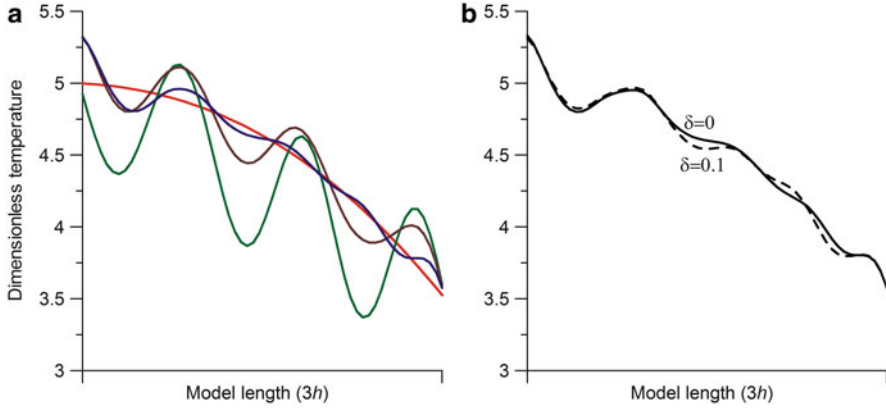 a
5.5
5
4.5
4
3.5
3
Dimensionless temperature
Model length (3h)
b
5.5
5
4.5
4
3.5
3
δ=0
δ=0.1
Model length (3h)